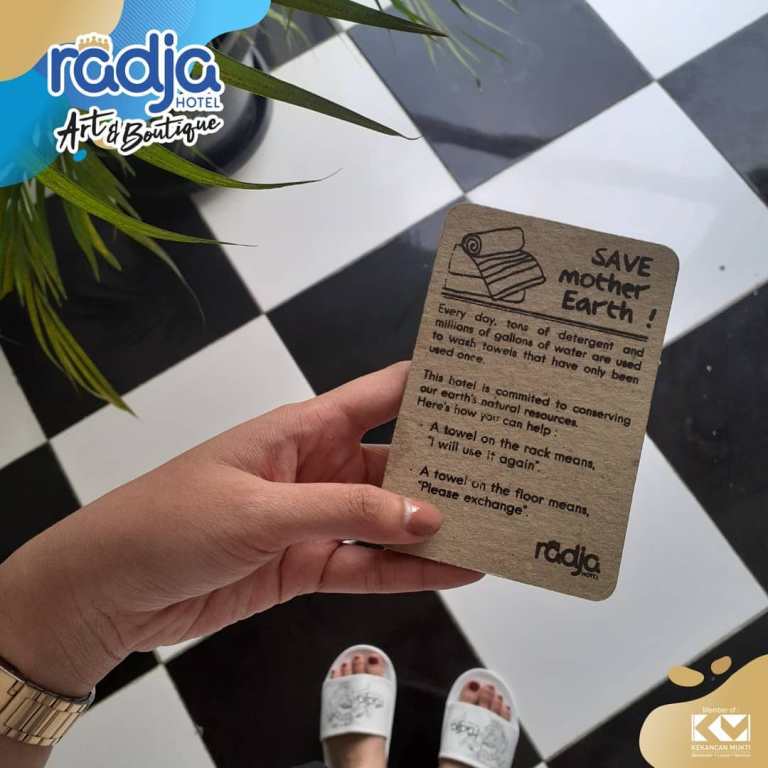 radja
HOTEL
Art & Boutique
SAVE
mother
Earth !
Every day, tons of detergent and
millions of gallons of water are used
to wash towels that have only been
used once.
This hotel is commited to conserving
our earth's natural resources.
Here's how you can help :
· A towel on the rack means,
"I will use it again".
· A towel on the floor means,
"Please exchange".
radja
HOTEL
Member of :
KM
KEKANCAN MUKTI